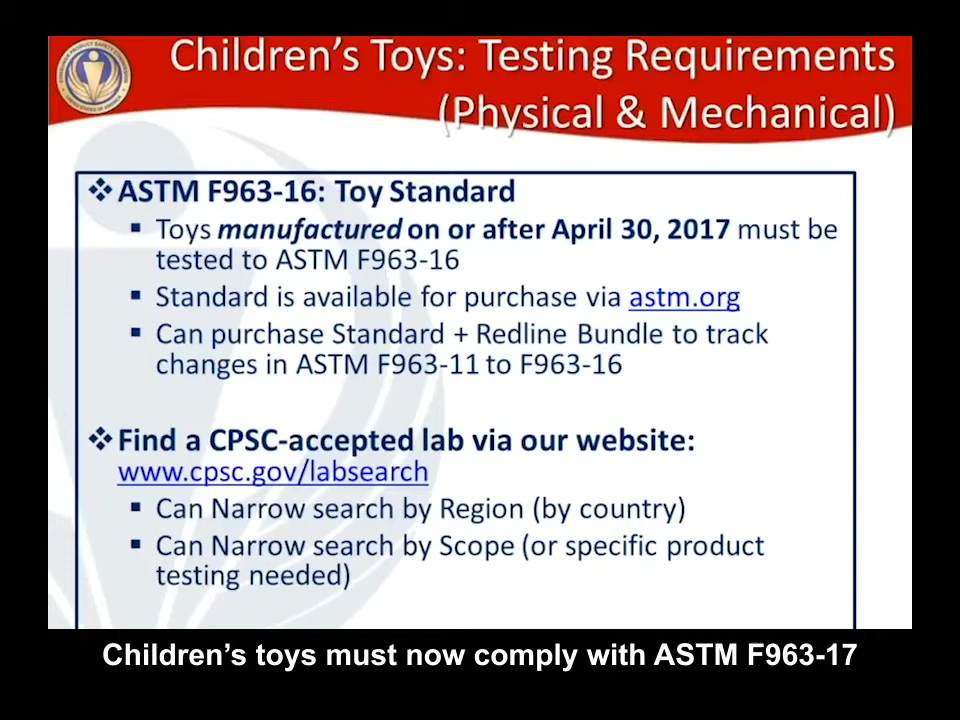 Children's Toys: Testing Requirements
(Physical & Mechanical)
❖ ASTM F963-16: Toy Standard
▪ Toys manufactured on or after April 30, 2017 must be
tested to ASTM F963-16
▪ Standard is available for purchase via astm.org
▪ Can purchase Standard + Redline Bundle to track
changes in ASTM F963-11 to F963-16
❖ Find a CPSC-accepted lab via our website:
www.cpsc.gov/labsearch
▪ Can Narrow search by Region (by country)
▪ Can Narrow search by Scope (or specific product
testing needed)
Children's toys must now comply with ASTM F963-17